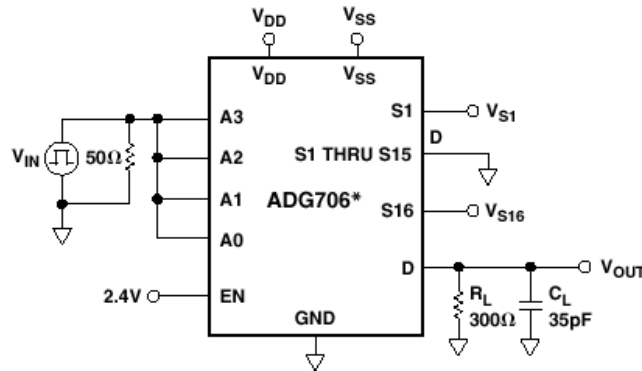 VDD VSS
VDD VSS
A3 S1 VS1
VIN 50Ω A2 S1 THRU S15 D
A1 ADG706* S16 VS16
A0 D VOUT
2.4V EN RL CL
300Ω 35pF
GND